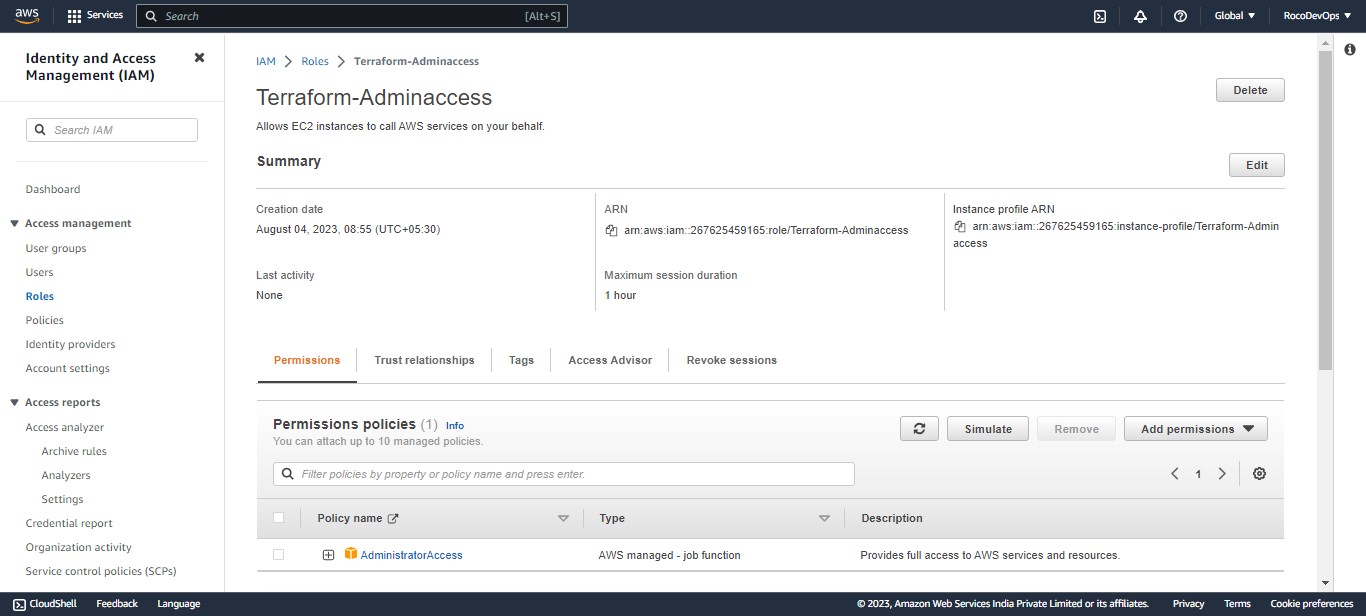 aws
Services
Search [Alt+S]
Global
RocoDevOps
Identity and Access
Management (IAM)
Search IAM
Dashboard
Access management
User groups
Users
Roles
Policies
Identity providers
Account settings
Access reports
Access analyzer
Archive rules
Analyzers
Settings
Credential report
Organization activity
Service control policies (SCPs)
IAM > Roles > Terraform-Adminaccess
Terraform-Adminaccess
Delete
Allows EC2 instances to call AWS services on your behalf.
Summary
Edit
Creation date
August 04, 2023, 08:55 (UTC+05:30)
ARN
arn:aws:iam::267625459165:role/Terraform-Adminaccess
Instance profile ARN
arn:aws:iam::267625459165:instance-profile/Terraform-Admin
access
Last activity
None
Maximum session duration
1 hour
Permissions
Trust relationships
Tags
Access Advisor
Revoke sessions
Permissions policies (1) Info
You can attach up to 10 managed policies.
Simulate
Remove
Add permissions
Filter policies by property or policy name and press enter.
1
Policy name
Type
Description
AdministratorAccess
AWS managed - job function
Provides full access to AWS services and resources.
CloudShell
Feedback
Language
© 2023, Amazon Web Services India Private Limited or its affiliates.
Privacy
Terms
Cookie preferences